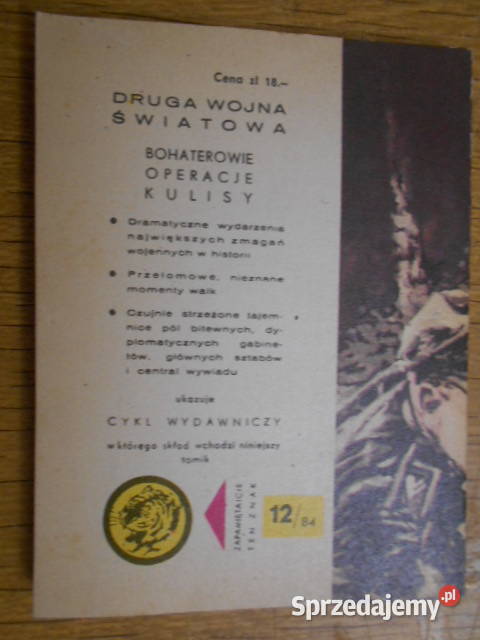 Cena zł 18.–
DRUGA WOJNA
ŚWIATOWA
BOHATEROWIE
OPERACJE
KULISY
● Dramatyczne wydarzenia
największych zmagań
wojennych w historii
● Przełomowe, nieznane
momenty walk
● Czujnie strzeżone tajem-
nice pól bitewnych, dy-
plomatycznych gabine-
tów, głównych sztabów
i central wywiadu
ukazuje
CYKL WYDAWNICZY
w którego skład wchodzi niniejszy
tomik
ZAPAMIĘTAJCIE
TEN ZNAK
12/84
Sprzedajemy.pl